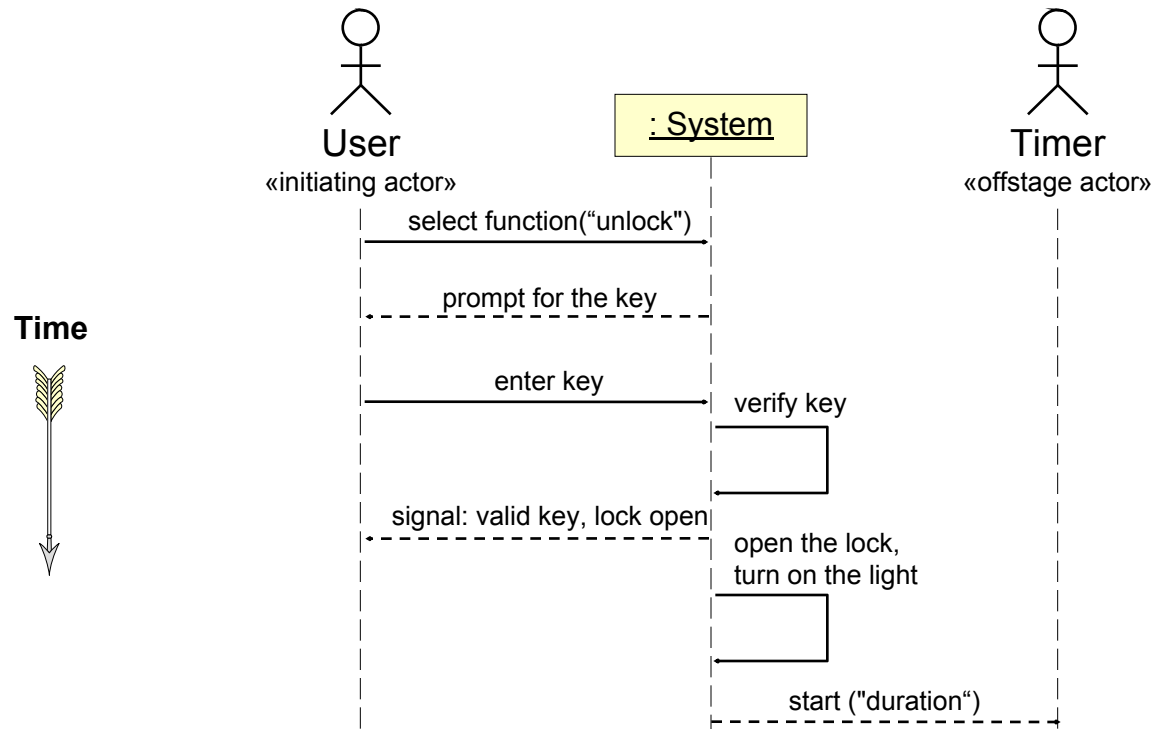 User
«initiating actor»
: System
Timer
«offstage actor»
select function(“unlock")
prompt for the key
Time
enter key
verify key
signal: valid key, lock open
open the lock,
turn on the light
start ("duration“)